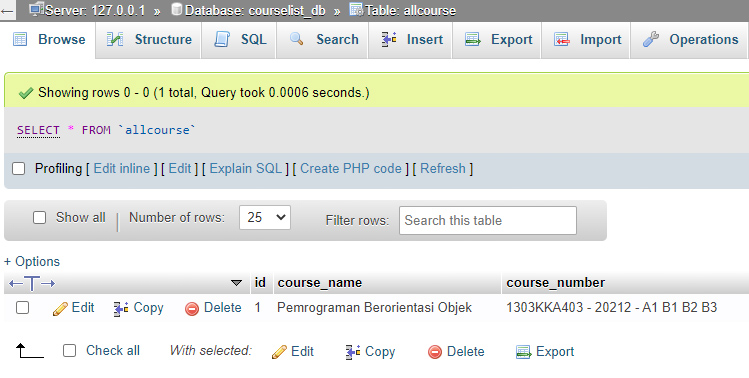 Server: 127.0.0.1 » Database: courselist_db » Table: allcourse
Browse Structure SQL Search Insert Export Import Operations
Showing rows 0 - 0 (1 total, Query took 0.0006 seconds.)
SELECT * FROM `allcourse`
Profiling [ Edit inline ] [ Edit ] [ Explain SQL ] [ Create PHP code ] [ Refresh ]
Show all | Number of rows: 25 Filter rows: Search this table
+ Options
←T→ id course_name course_number
Edit Copy Delete 1 Pemrograman Berorientasi Objek 1303KKA403 - 20212 - A1 B1 B2 B3
Check all With selected: Edit Copy Delete Export